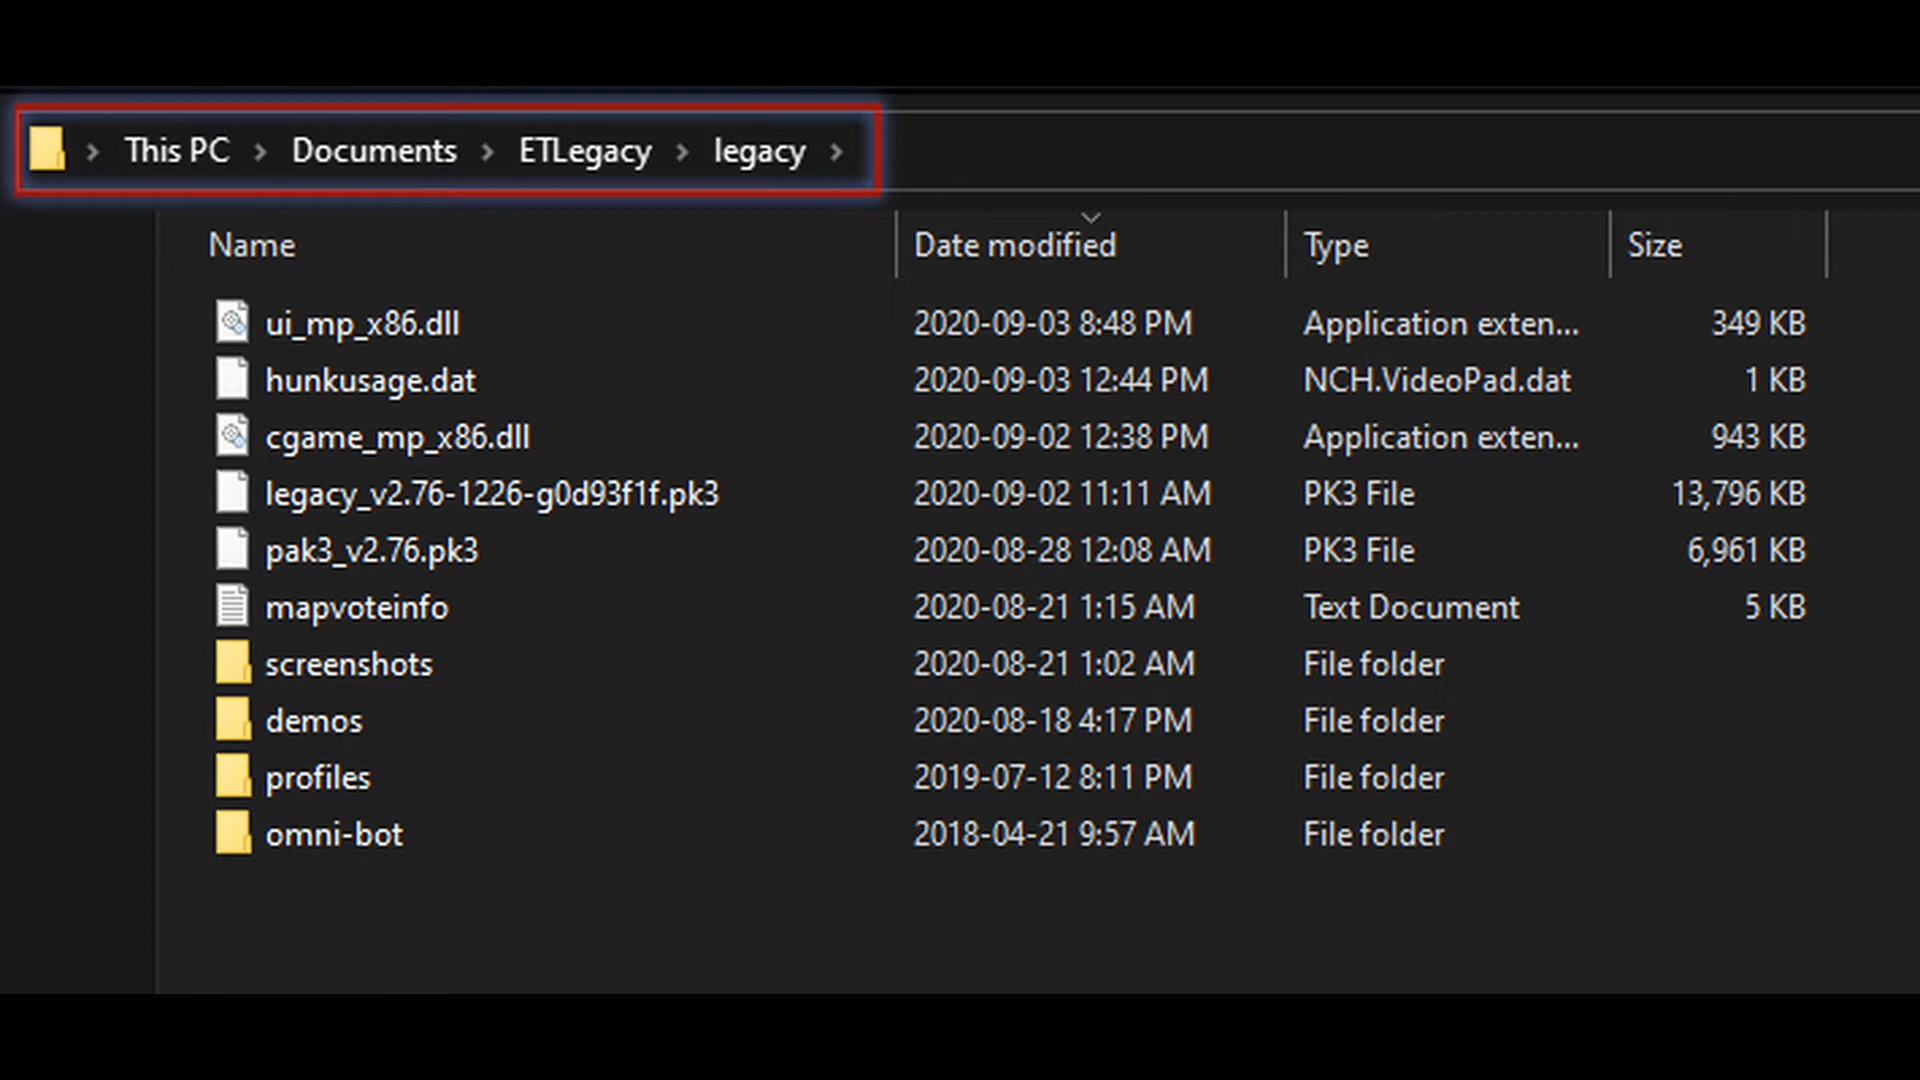 This PC > Documents > ETLegacy > legacy >
Name Date modified Type Size
ui_mp_x86.dll 2020-09-03 8:48 PM Application exten... 349 KB
hunkusage.dat 2020-09-03 12:44 PM NCH.VideoPad.dat 1 KB
cgame_mp_x86.dll 2020-09-02 12:38 PM Application exten... 943 KB
legacy_v2.76-1226-g0d93f1f.pk3 2020-09-02 11:11 AM PK3 File 13,796 KB
pak3_v2.76.pk3 2020-08-28 12:08 AM PK3 File 6,961 KB
mapvoteinfo 2020-08-21 1:15 AM Text Document 5 KB
screenshots 2020-08-21 1:02 AM File folder
demos 2020-08-18 4:17 PM File folder
profiles 2019-07-12 8:11 PM File folder
omni-bot 2018-04-21 9:57 AM File folder